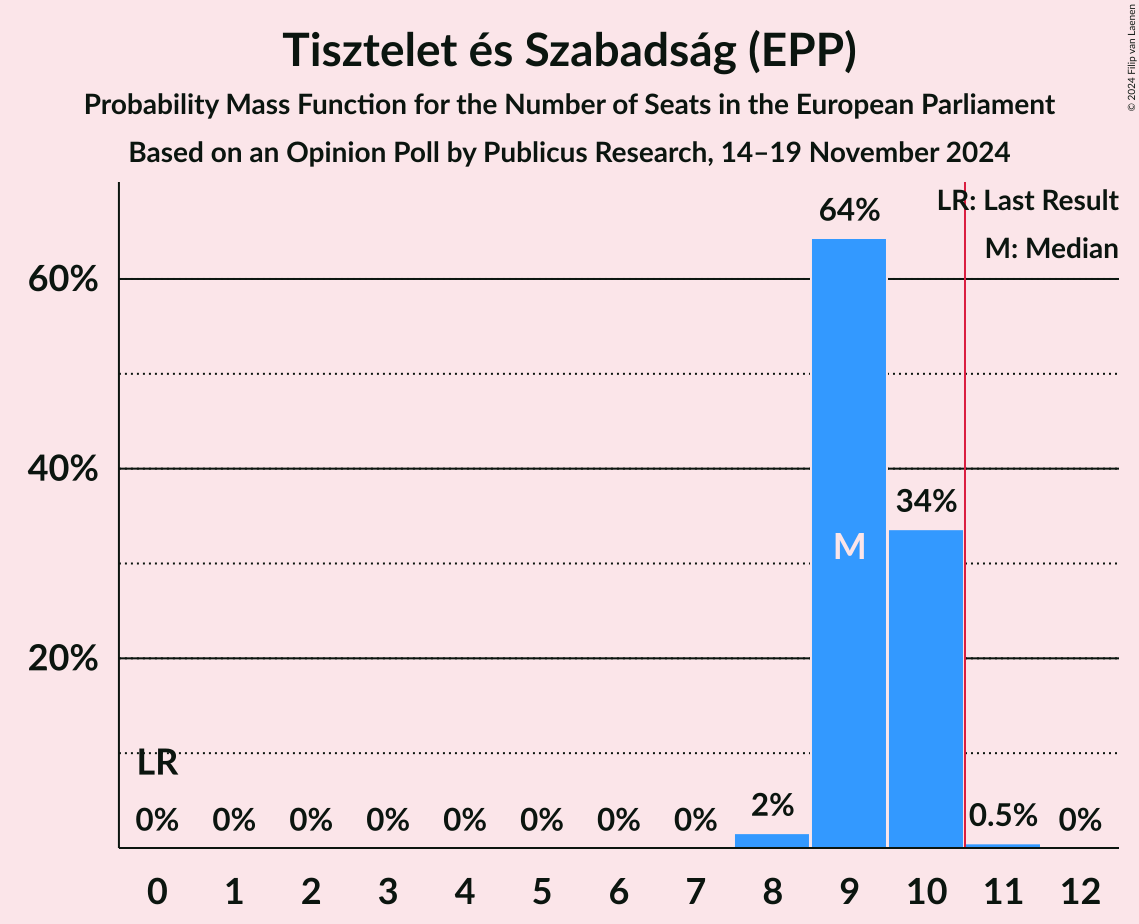 Tisztelet és Szabadság (EPP)
Probability Mass Function for the Number of Seats in the European Parliament
Based on an Opinion Poll by Publicus Research, 14–19 November 2024
© 2024 Filip van Laenen
LR: Last Result
M: Median
64%
60%
40%
34%
M
20%
LR
0% 0% 0% 0% 0% 0% 0% 0% 2% 0.5% 0%
0 1 2 3 4 5 6 7 8 9 10 11 12